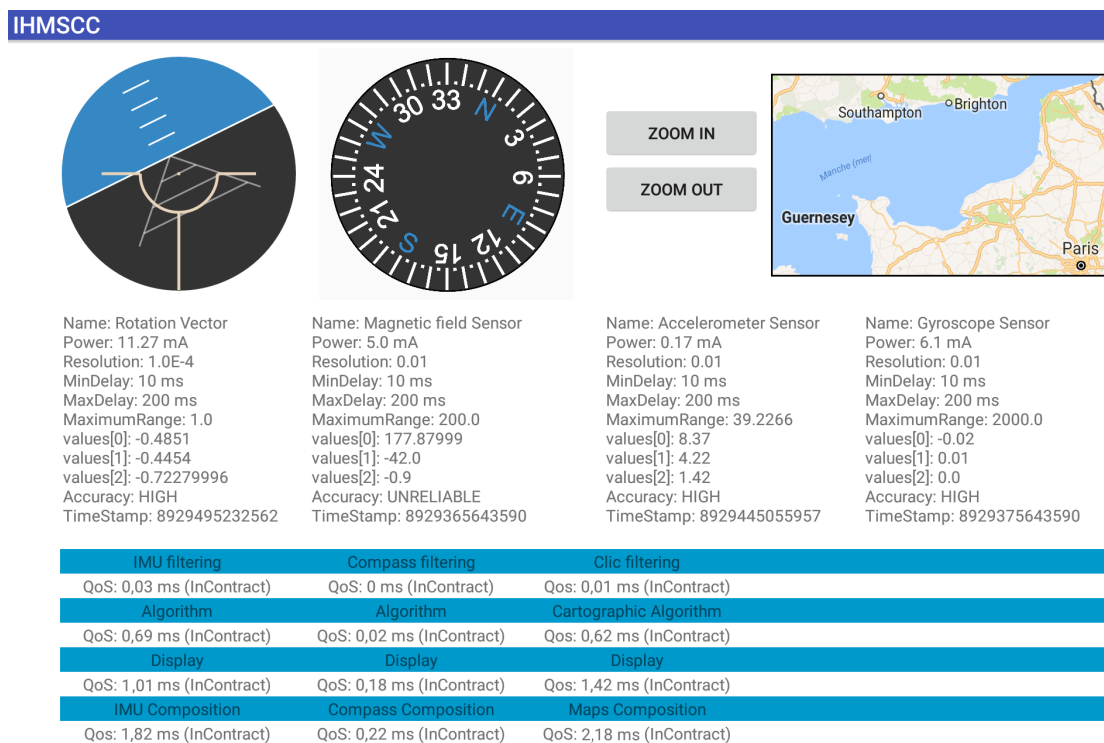 IHMSCC
33
N
3
6
E
12
15
S
21
24
W
30
ZOOM IN
ZOOM OUT
Southampton
Brighton
Manche (mer)
Guernesey
Paris
Name: Rotation Vector
Power: 11.27 mA
Resolution: 1.0E-4
MinDelay: 10 ms
MaxDelay: 200 ms
MaximumRange: 1.0
values[0]: -0.4851
values[1]: -0.4454
values[2]: -0.72279996
Accuracy: HIGH
TimeStamp: 8929495232562
Name: Magnetic field Sensor
Power: 5.0 mA
Resolution: 0.01
MinDelay: 10 ms
MaxDelay: 200 ms
MaximumRange: 200.0
values[0]: 177.87999
values[1]: -42.0
values[2]: -0.9
Accuracy: UNRELIABLE
TimeStamp: 8929365643590
Name: Accelerometer Sensor
Power: 0.17 mA
Resolution: 0.01
MinDelay: 10 ms
MaxDelay: 200 ms
MaximumRange: 39.2266
values[0]: 8.37
values[1]: 4.22
values[2]: 1.42
Accuracy: HIGH
TimeStamp: 8929445055957
Name: Gyroscope Sensor
Power: 6.1 mA
Resolution: 0.01
MinDelay: 10 ms
MaxDelay: 200 ms
MaximumRange: 2000.0
values[0]: -0.02
values[1]: 0.01
values[2]: 0.0
Accuracy: HIGH
TimeStamp: 8929375643590
IMU filtering Compass filtering Clic filtering
QoS: 0,03 ms (InContract) QoS: 0 ms (InContract) Qos: 0,01 ms (InContract)
Algorithm Algorithm Cartographic Algorithm
QoS: 0,69 ms (InContract) QoS: 0,02 ms (InContract) Qos: 0,62 ms (InContract)
Display Display Display
QoS: 1,01 ms (InContract) QoS: 0,18 ms (InContract) Qos: 1,42 ms (InContract)
IMU Composition Compass Composition Maps Composition
Qos: 1,82 ms (InContract) QoS: 0,22 ms (InContract) QoS: 2,18 ms (InContract)